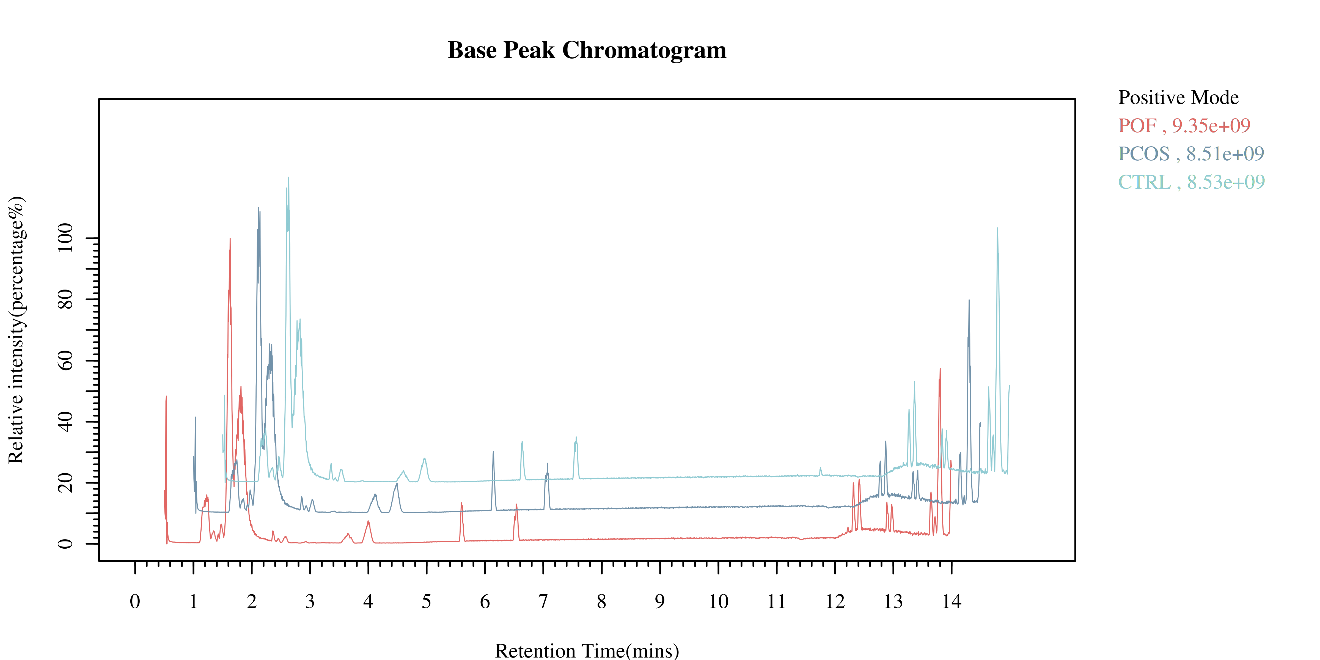 Base Peak Chromatogram
Positive Mode
POF , 9.35e+09
PCOS , 8.51e+09
CTRL , 8.53e+09
Relative intensity(percentage%)
100
80
60
40
20
0
0 1 2 3 4 5 6 7 8 9 10 11 12 13 14
Retention Time(mins)